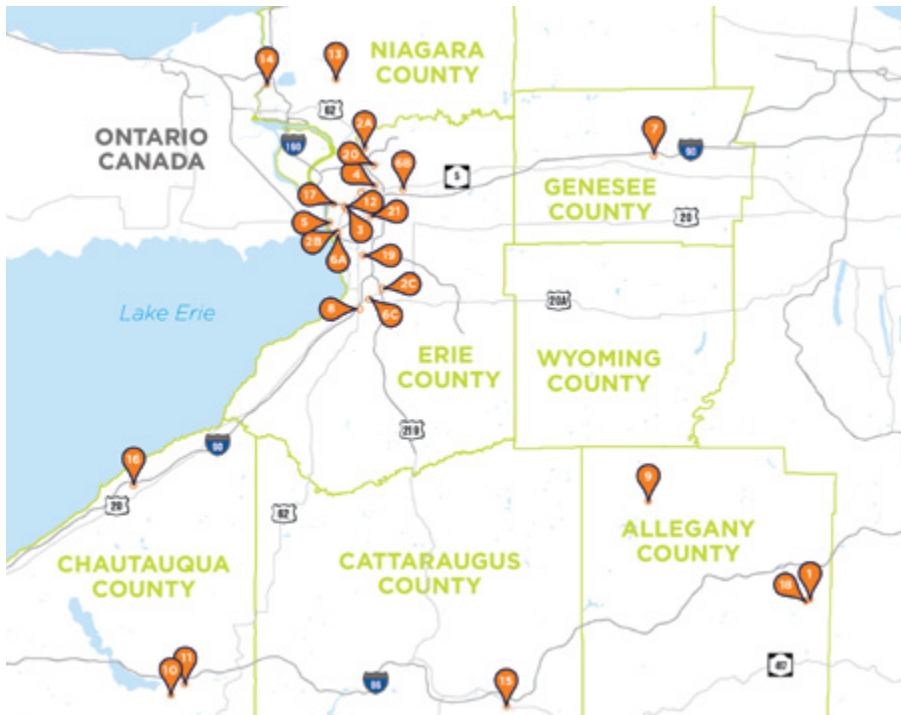 14
13
NIAGARA
COUNTY
62
2A
ONTARIO
CANADA
190
20
4
6B
5
7
90
GENESEE
COUNTY
20
17
12
21
5
2B
3
6A
19
2C
Lake Erie
8
6C
20A
ERIE
COUNTY
WYOMING
COUNTY
219
90
16
20
62
9
ALLEGANY
COUNTY
CHAUTAUQUA
COUNTY
CATTARAUGUS
COUNTY
18
1
10
11
86
15
417